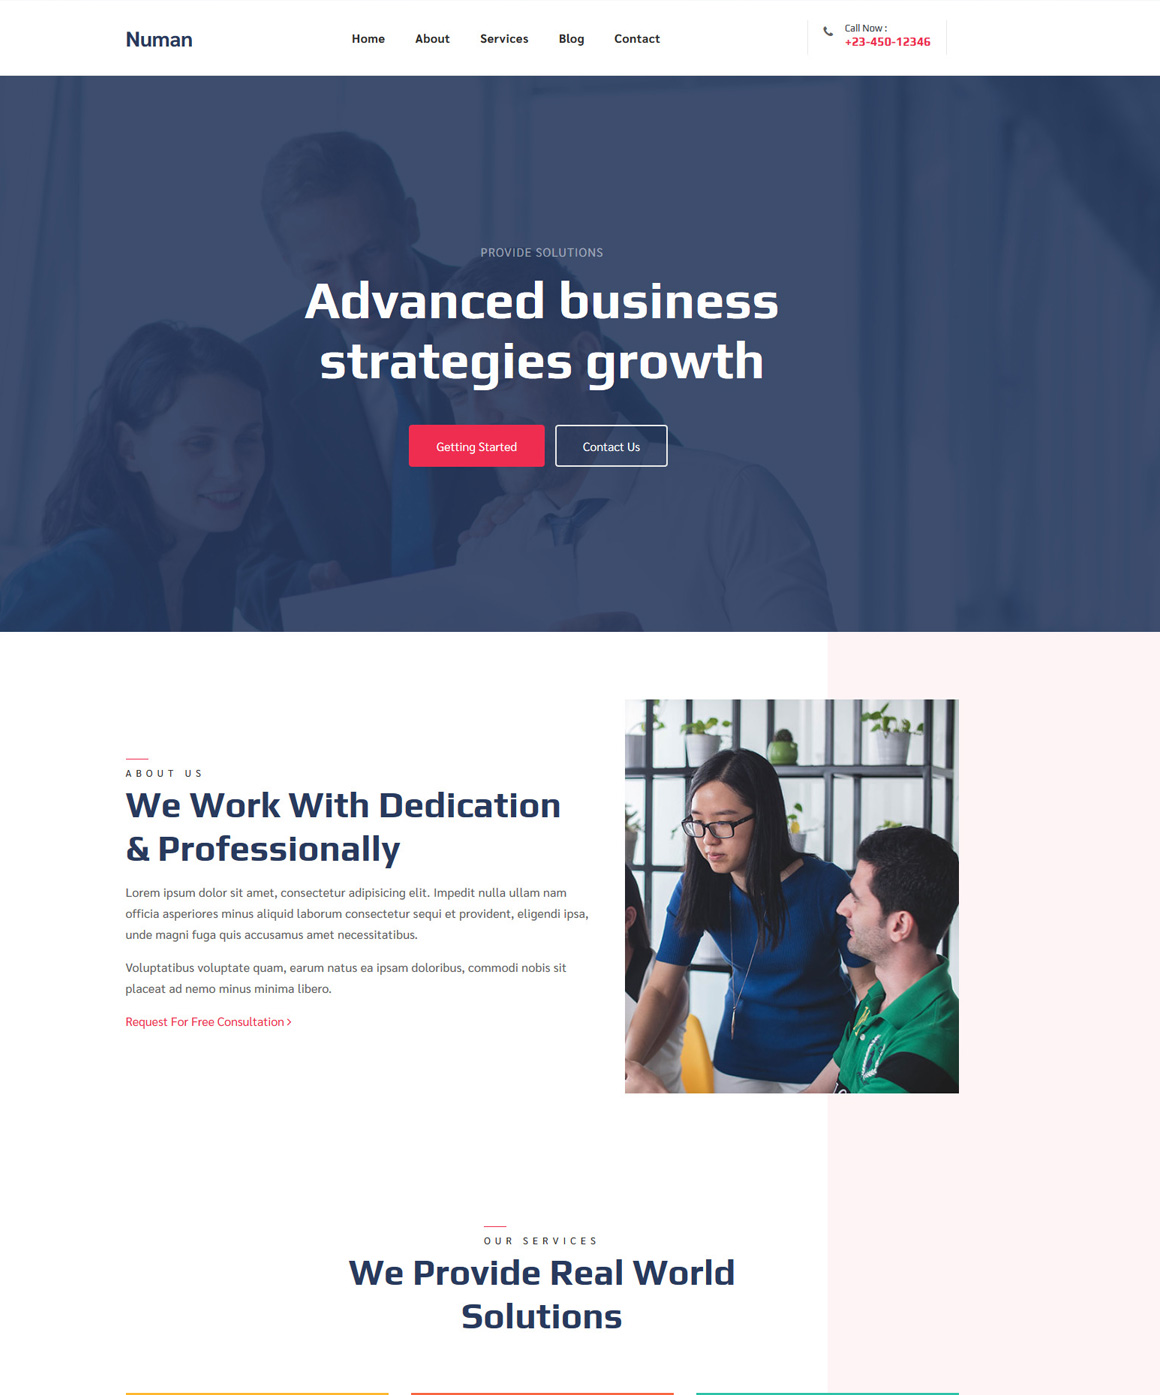 Numan
Home About Services Blog Contact
Call Now :
+23-450-12346
PROVIDE SOLUTIONS
Advanced business
strategies growth
Getting Started
Contact Us
ABOUT US
We Work With Dedication
& Professionally
Lorem ipsum dolor sit amet, consectetur adipisicing elit. Impedit nulla ullam nam
officia asperiores minus aliquid laborum consectetur sequi et provident, eligendi ipsa,
unde magni fuga quis accusamus amet necessitatibus.
Voluptatibus voluptate quam, earum natus ea ipsam doloribus, commodi nobis sit
placeat ad nemo minus minima libero.
Request For Free Consultation >
OUR SERVICES
We Provide Real World
Solutions